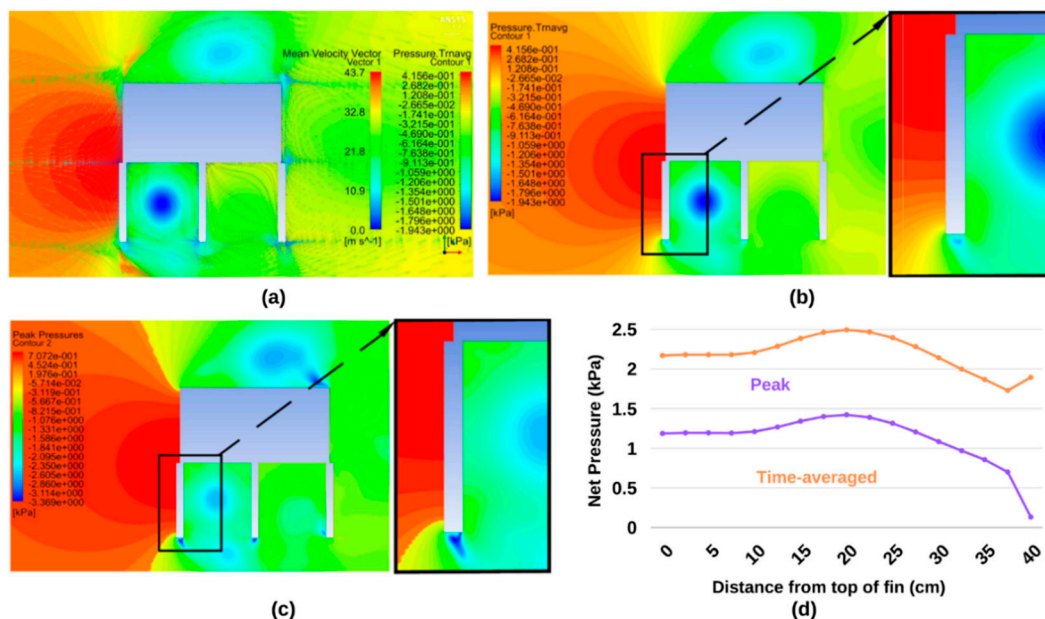 ANSYS
Mean Velocity Vector
Vector 1
43.7
32.8
21.8
10.9
0.0
[m s^-1]
Pressure.Trnavg
Contour 1
4.156e-001
2.682e-001
1.208e-001
-2.665e-002
-1.741e-001
-3.215e-001
-4.690e-001
-6.164e-001
-7.638e-001
-9.113e-001
-1.059e+000
-1.206e+000
-1.354e+000
-1.501e+000
-1.648e+000
-1.796e+000
-1.943e+000
[kPa]
(a)
Pressure.Trnavg
Contour 1
4.156e-001
2.682e-001
1.208e-001
-2.665e-002
-1.741e-001
-3.215e-001
-4.690e-001
-6.164e-001
-7.638e-001
-9.113e-001
-1.059e+000
-1.206e+000
-1.354e+000
-1.501e+000
-1.648e+000
-1.796e+000
-1.943e+000
[kPa]
(b)
Peak Pressures
Contour 2
7.072e-001
4.524e-001
1.976e-001
-5.714e-002
-3.119e-001
-5.667e-001
-8.215e-001
-1.076e+000
-1.331e+000
-1.586e+000
-1.841e+000
-2.095e+000
-2.350e+000
-2.605e+000
-2.860e+000
-3.114e+000
-3.369e+000
[kPa]
(c)
Net Pressure (kPa)
2.5
2
1.5
1
0.5
0
Peak
Time-averaged
0
5
10
15
20
25
30
35
40
Distance from top of fin (cm)
(d)